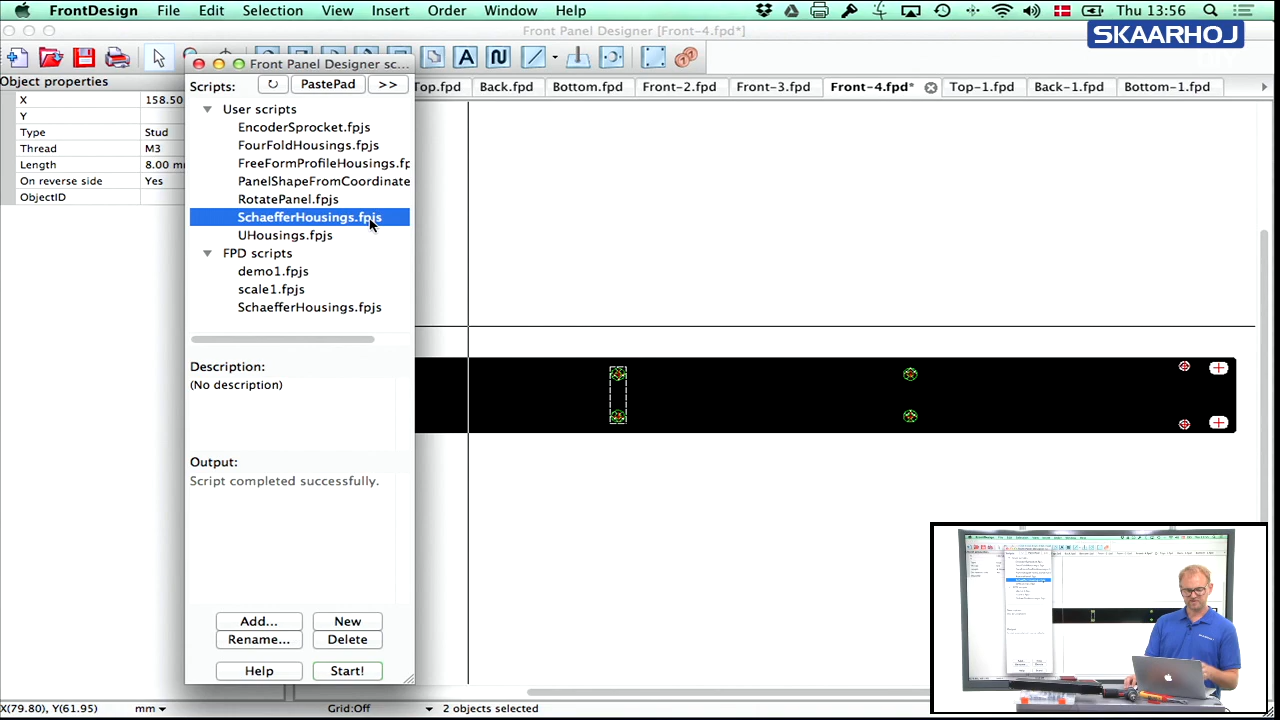 FrontDesign File Edit Selection View Insert Order Window Help Thu 13:56
Front Panel Designer [Front-4.fpd*]
SKAARHOJ
Object properties
Top.fpd Back.fpd Bottom.fpd Front-2.fpd Front-3.fpd Front-4.fpd* Top-1.fpd Back-1.fpd Bottom-1.fpd
X 158.50
Y
Type Stud
Thread M3
Length 8.00 mm
On reverse side Yes
ObjectID
Front Panel Designer sc...
Scripts: PastePad >>
User scripts
EncoderSprocket.fpjs
FourFoldHousings.fpjs
FreeFormProfileHousings.fp
PanelShapeFromCoordinate
RotatePanel.fpjs
SchaefferHousings.fpjs
UHousings.fpjs
FPD scripts
demo1.fpjs
scale1.fpjs
SchaefferHousings.fpjs
Description:
(No description)
Output:
Script completed successfully.
Add... New
Rename... Delete
Help Start!
X(79.80), Y(61.95) mm Grid:Off 2 objects selected